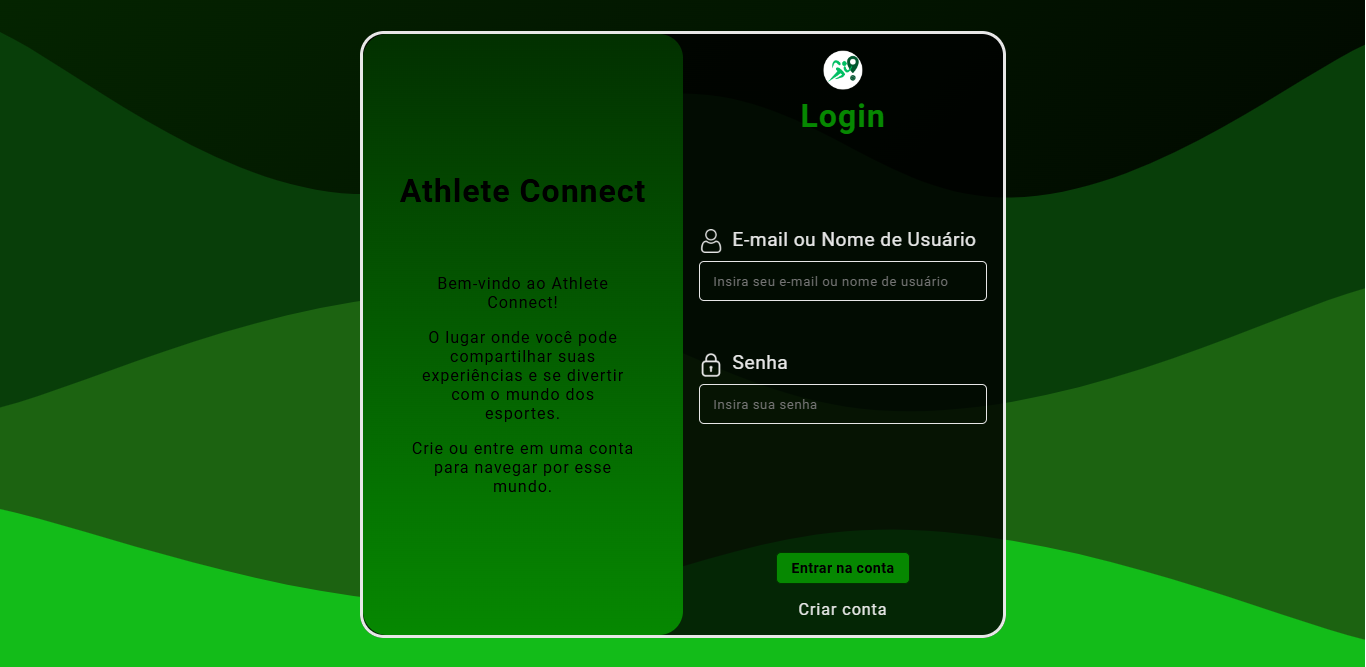 Athlete Connect
Bem-vindo ao Athlete
Connect!
O lugar onde você pode
compartilhar suas
experiências e se divertir
com o mundo dos
esportes.
Crie ou entre em uma conta
para navegar por esse
mundo.
Login
E-mail ou Nome de Usuário
Insira seu e-mail ou nome de usuário
Senha
Insira sua senha
Entrar na conta
Criar conta